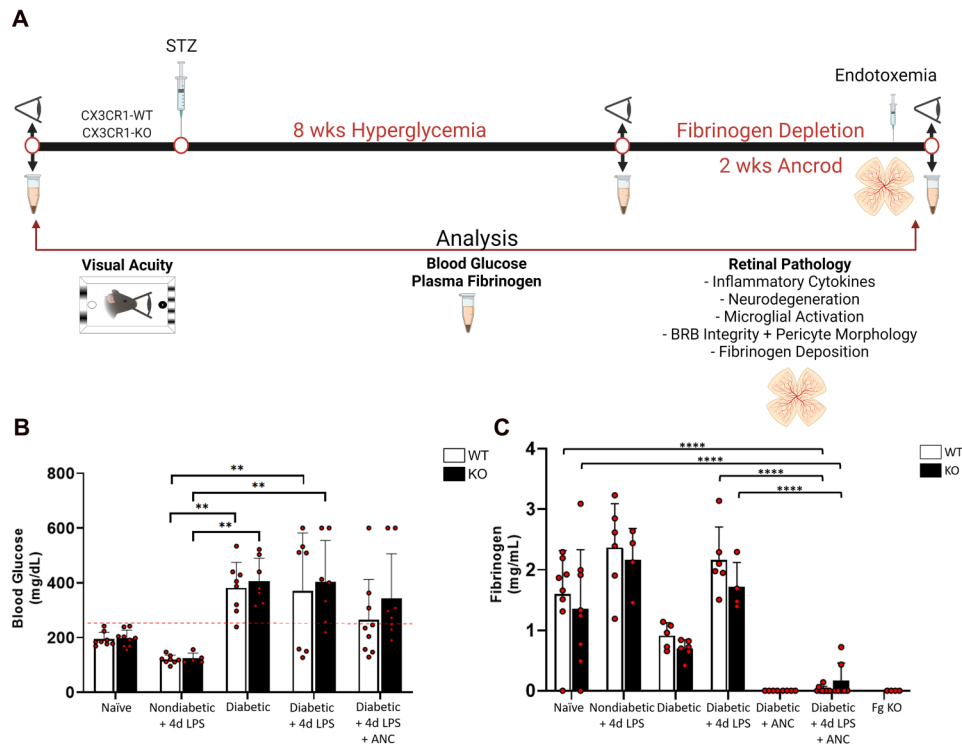 A
STZ
Endotoxemia
CX3CR1-WT
CX3CR1-KO
8 wks Hyperglycemia
Fibrinogen Depletion
2 wks Ancrod
Analysis
Visual Acuity
Blood Glucose
Plasma Fibrinogen
Retinal Pathology
- Inflammatory Cytokines
- Neurodegeneration
- Microglial Activation
- BRB Integrity + Pericyte Morphology
- Fibrinogen Deposition
B
WT
KO
Blood Glucose
(mg/dL)
800
600
400
200
0
**
**
**
**
Naïve
Nondiabetic
+ 4d LPS
Diabetic
Diabetic
+ 4d LPS
Diabetic
+ 4d LPS
+ ANC
C
WT
KO
Fibrinogen
(mg/mL)
4
3
2
1
0
****
****
****
****
Naïve
Nondiabetic
+ 4d LPS
Diabetic
Diabetic
+ 4d LPS
Diabetic
+ ANC
Diabetic
+ 4d LPS
+ ANC
Fg KO